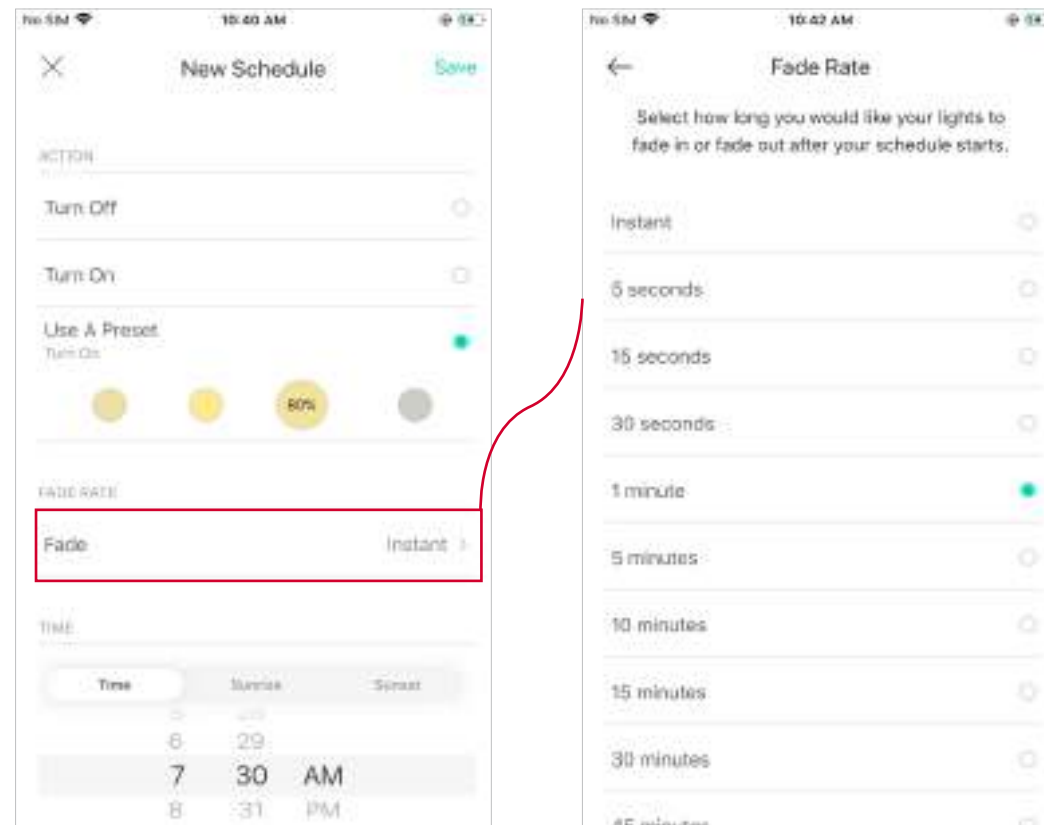 No SIM 10:40 AM
New Schedule Save
ACTION
Turn Off
Turn On
Use A Preset
Turn On
80%
FADE RATE
Fade Instant
TIME
Time Sunrise Sunset
6 29
7 30 AM
8 31 PM
No SIM 10:42 AM
Fade Rate
Select how long you would like your lights to
fade in or fade out after your schedule starts.
Instant
5 seconds
15 seconds
30 seconds
1 minute
5 minutes
10 minutes
15 minutes
30 minutes
45 minutes